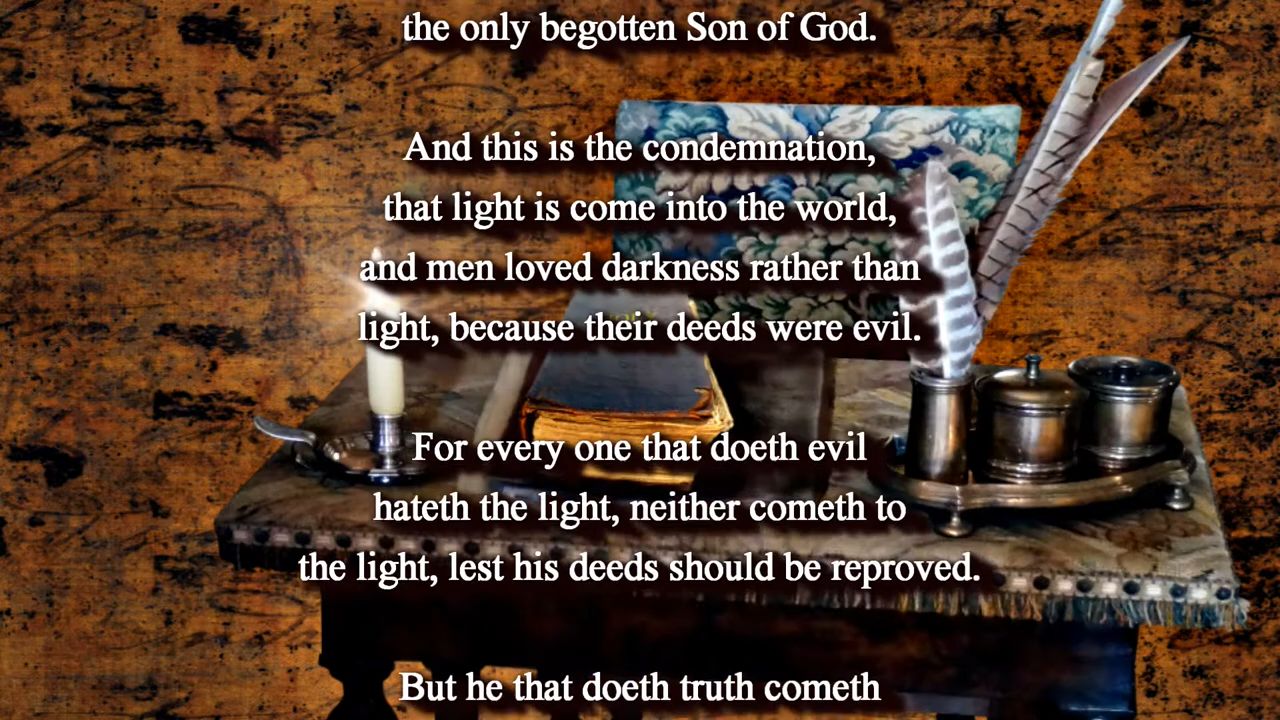 the only begotten Son of God.
And this is the condemnation,
that light is come into the world,
and men loved darkness rather than
light, because their deeds were evil.
For every one that doeth evil
hateth the light, neither cometh to
the light, lest his deeds should be reproved.
But he that doeth truth cometh